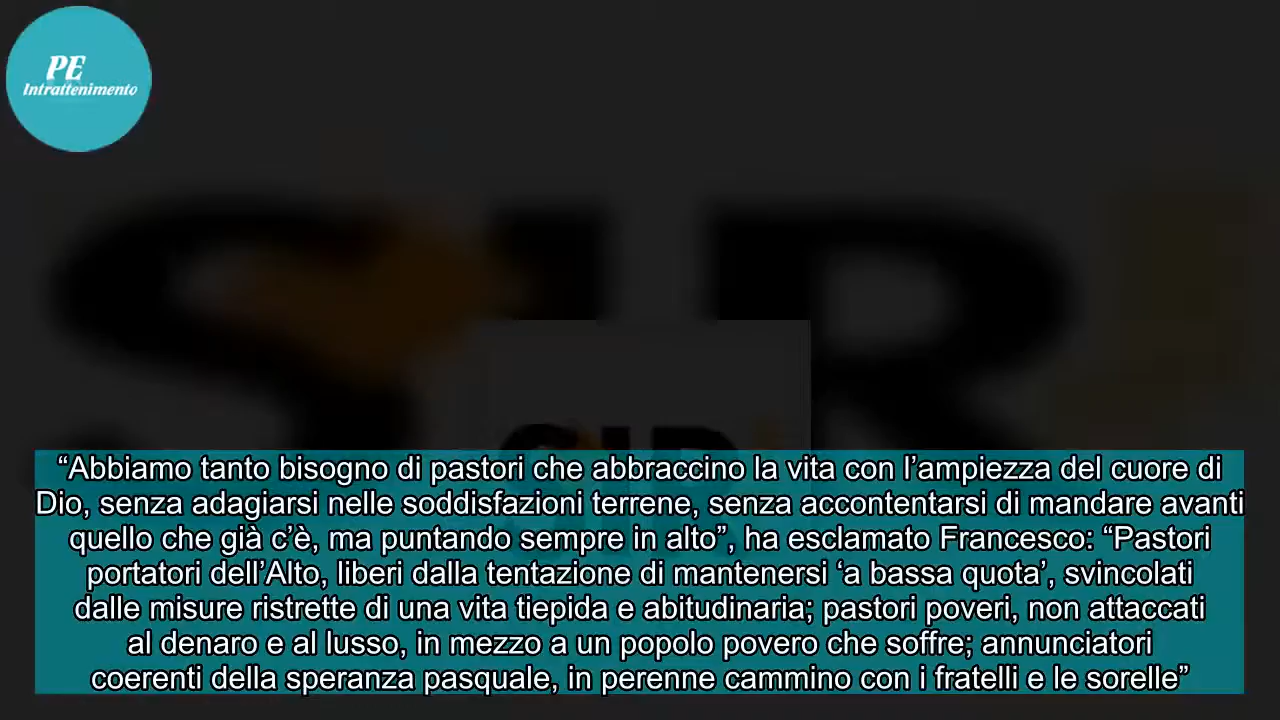 PE
Intrattenimento
SIR
SIR
“Abbiamo tanto bisogno di pastori che abbraccino la vita con l’ampiezza del cuore di
Dio, senza adagiarsi nelle soddisfazioni terrene, senza accontentarsi di mandare avanti
quello che già c’è, ma puntando sempre in alto”, ha esclamato Francesco: “Pastori
portatori dell’Alto, liberi dalla tentazione di mantenersi ‘a bassa quota’, svincolati
dalle misure ristrette di una vita tiepida e abitudinaria; pastori poveri, non attaccati
al denaro e al lusso, in mezzo a un popolo povero che soffre; annunciatori
coerenti della speranza pasquale, in perenne cammino con i fratelli e le sorelle”